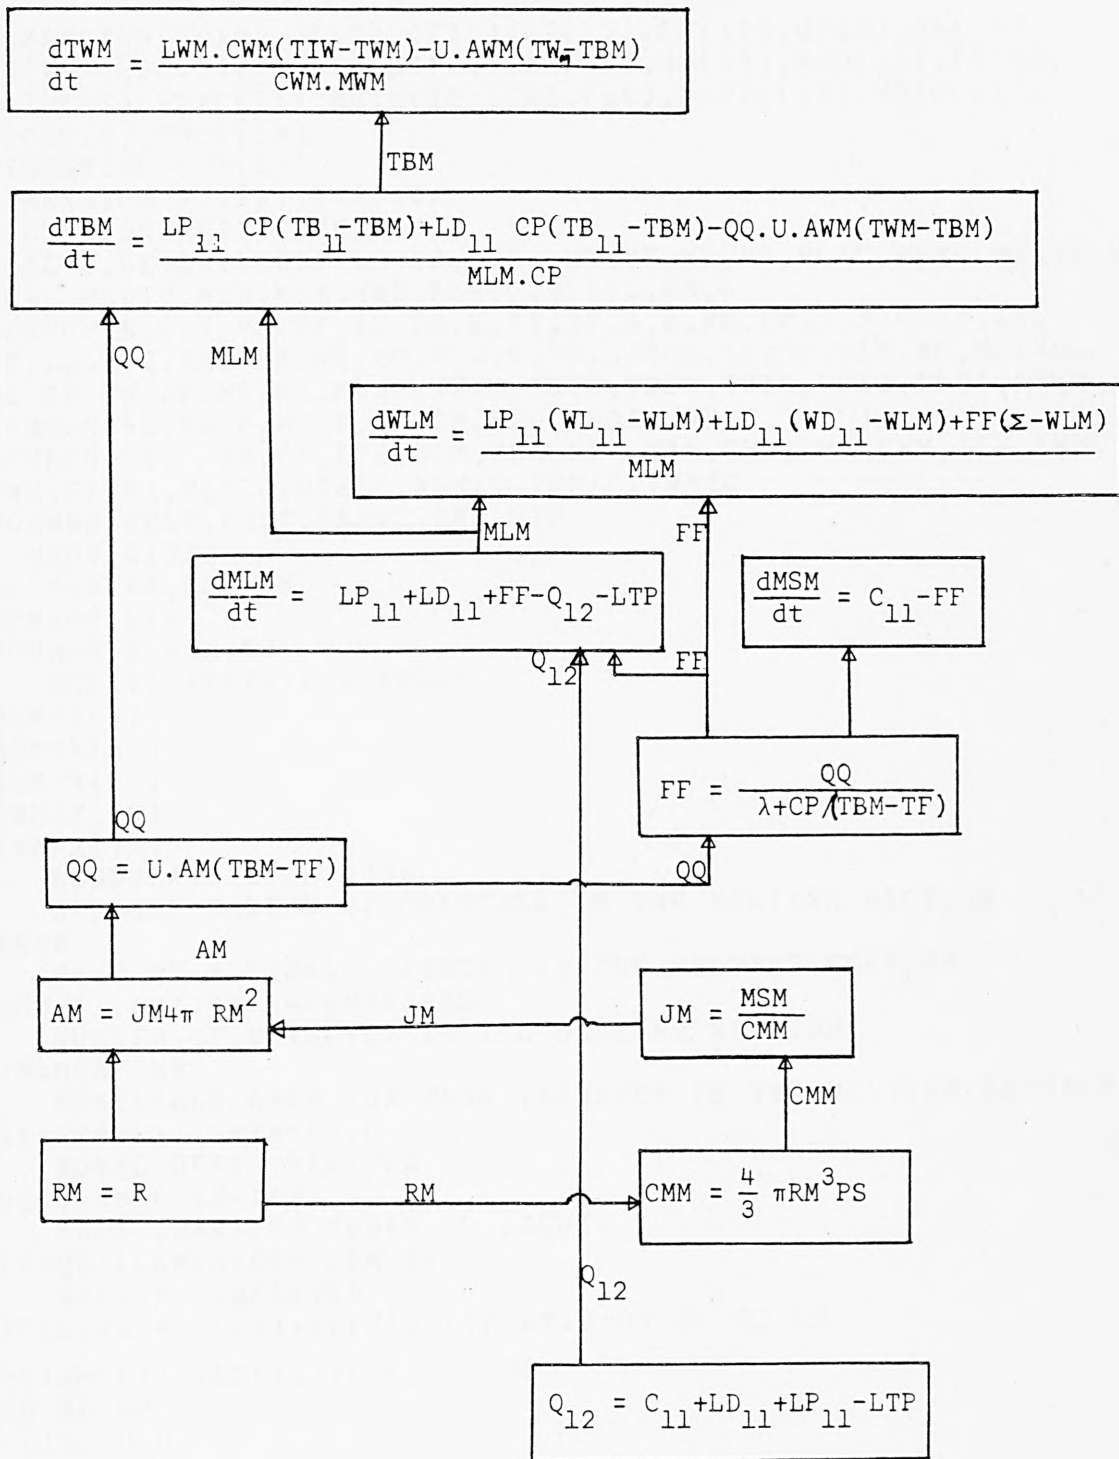 dTWM/dt = LWM.CWM(TIW-TWM)-U.AWM(TWm-TBM)/CWM.MWM
TBM
dTBM/dt = LP₁₁ CP(TB₁₁-TBM)+LD₁₁ CP(TB₁₁-TBM)-QQ.U.AWM(TWM-TBM)/MLM.CP
QQ
MLM
dWLM/dt = LP₁₁(WL₁₁-WLM)+LD₁₁(WD₁₁-WLM)+FF(Σ-WLM)/MLM
MLM
FF
dMLM/dt = LP₁₁+LD₁₁+FF-Q₁₂-LTP
dMSM/dt = C₁₁-FF
Q₁₂
FF
FF = QQ/λ+CP/(TBM-TF)
QQ
QQ = U.AM(TBM-TF)
QQ
AM
AM = JM4π RM²
JM
JM = MSM/CMM
CMM
RM = R
RM
CMM = 4/3 πRM³PS
Q₁₂
Q₁₂ = C₁₁+LD₁₁+LP₁₁-LTP